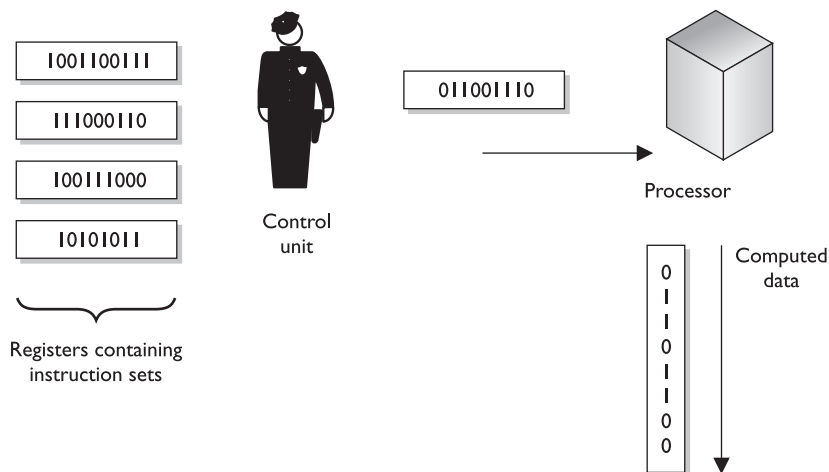 1001100111
111000110
100111000
10101011
Registers containing
instruction sets
Control
unit
011001110
Processor
Computed
data
0
1
1
0
1
1
0
0